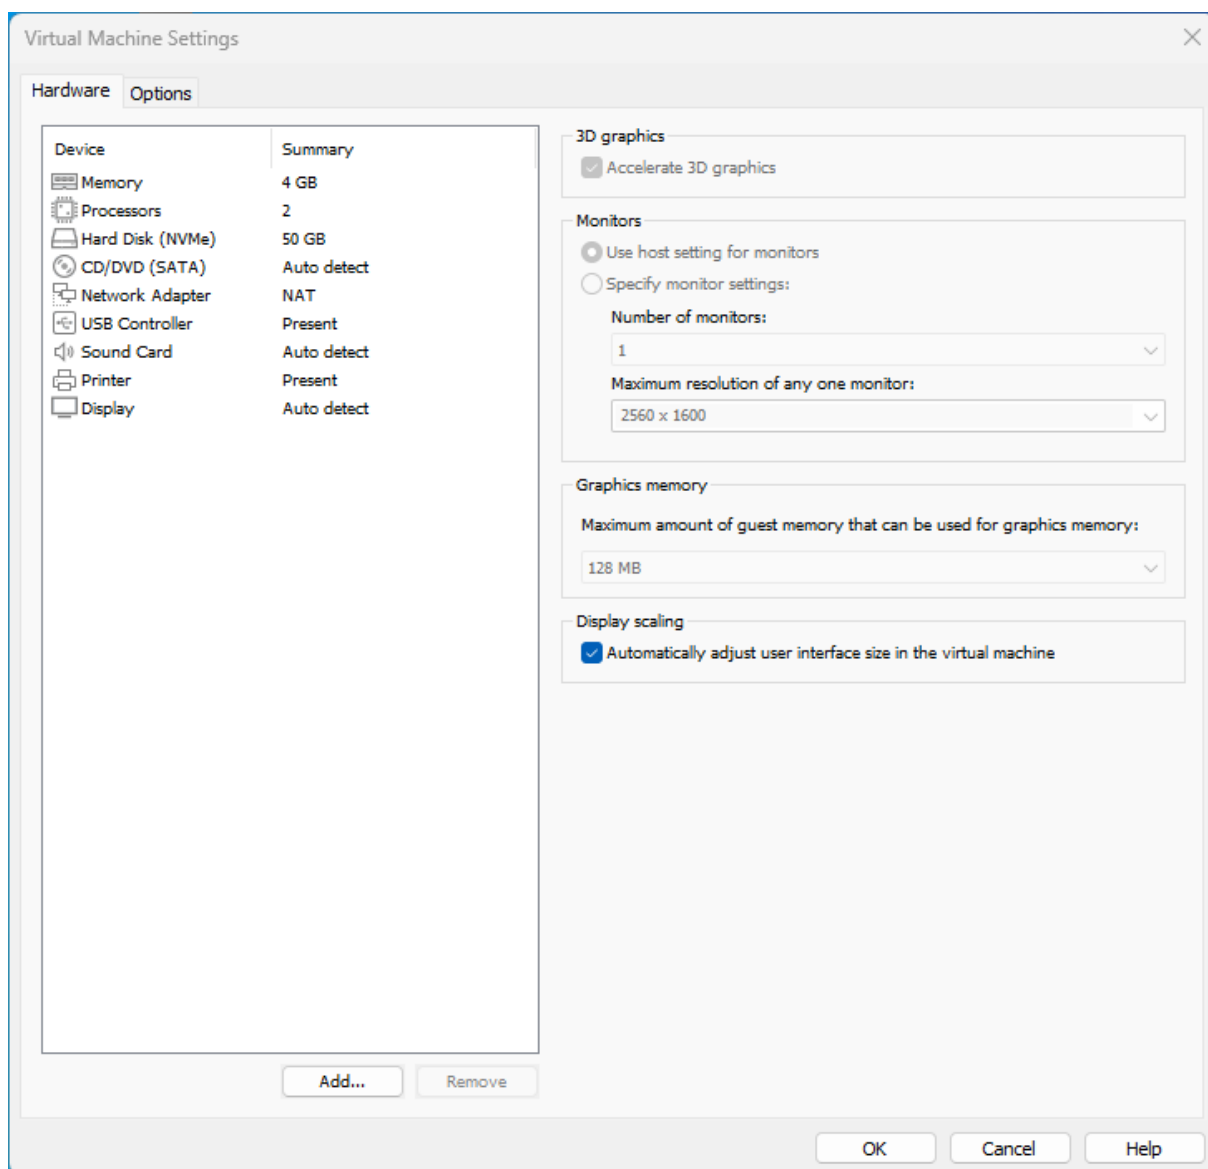 Virtual Machine Settings
Hardware Options
Device Summary
Memory 4 GB
Processors 2
Hard Disk (NVMe) 50 GB
CD/DVD (SATA) Auto detect
Network Adapter NAT
USB Controller Present
Sound Card Auto detect
Printer Present
Display Auto detect
Add... Remove
3D graphics
Accelerate 3D graphics
Monitors
Use host setting for monitors
Specify monitor settings:
Number of monitors:
1
Maximum resolution of any one monitor:
2560 x 1600
Graphics memory
Maximum amount of guest memory that can be used for graphics memory:
128 MB
Display scaling
Automatically adjust user interface size in the virtual machine
OK Cancel Help